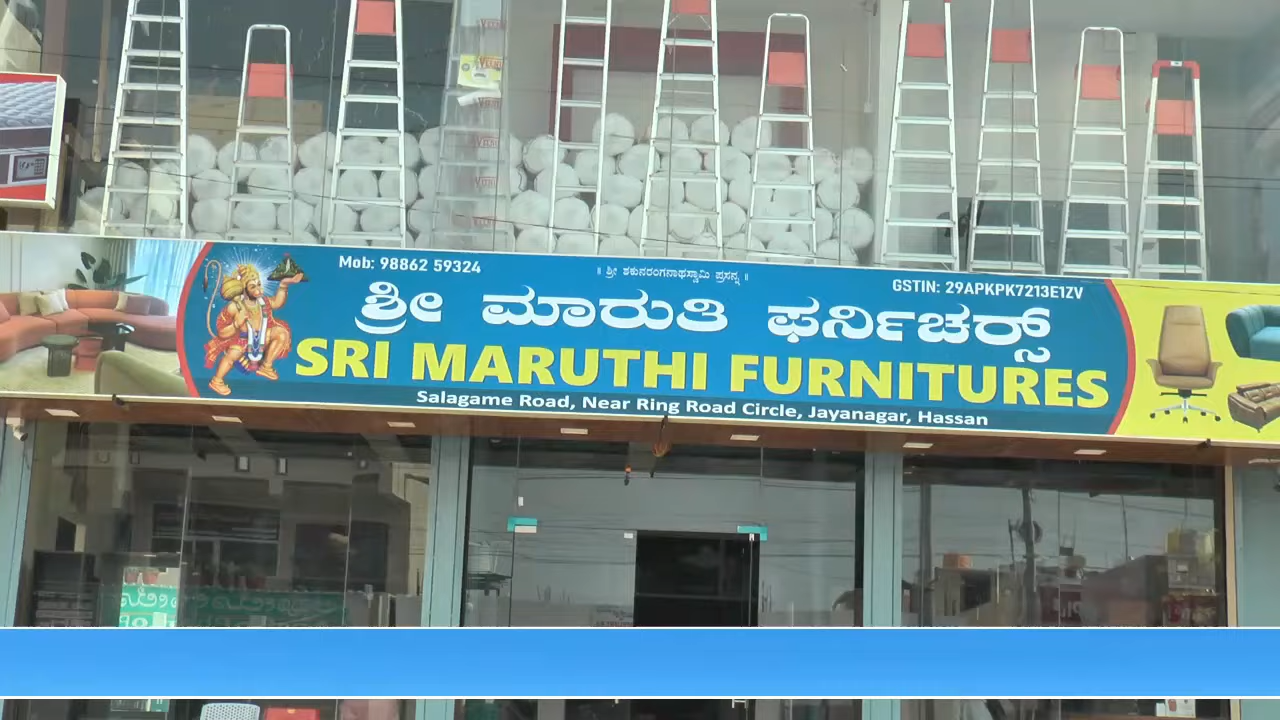 Mob: 98862 59324
॥ ಶ್ರೀ ಶಕುನರಂಗನಾಥಸ್ವಾಮಿ ಪ್ರಸನ್ನ ॥
GSTIN: 29APKPK7213E1ZV
ಶ್ರೀ ಮಾರುತಿ ಫರ್ನಿಚರ್ಸ್
SRI MARUTHI FURNITURES
Salagame Road, Near Ring Road Circle, Jayanagar, Hassan